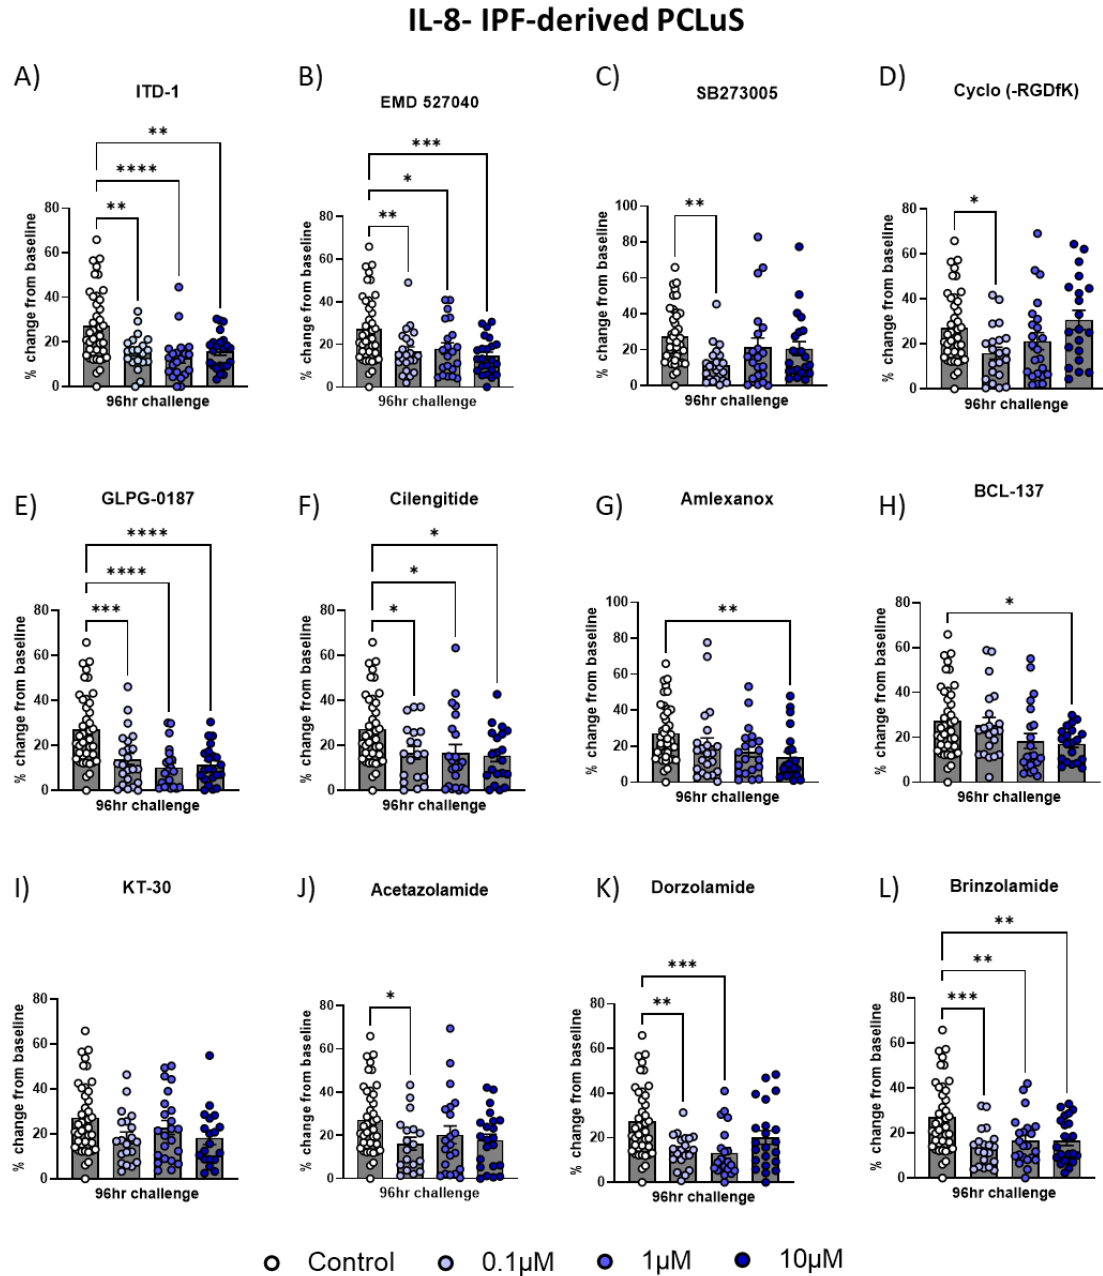 IL-8- IPF-derived PCLuS
A)
ITD-1
**
****
**
% change from baseline
80
60
40
20
0
96hr challenge
B)
EMD 527040
***
*
**
% change from baseline
80
60
40
20
0
96hr challenge
C)
SB273005
**
% change from baseline
100
80
60
40
20
0
96hr challenge
D)
Cyclo (-RGDfK)
*
% change from baseline
80
60
40
20
0
96hr challenge
E)
GLPG-0187
****
****
***
% change from baseline
80
60
40
20
0
96hr challenge
F)
Cilengitide
*
*
*
% change from baseline
80
60
40
20
0
96hr challenge
G)
Amlexanox
**
% change from baseline
100
80
60
40
20
0
96hr challenge
H)
BCL-137
*
% change from baseline
80
60
40
20
0
96hr challenge
I)
KT-30
% change from baseline
80
60
40
20
0
96hr challenge
J)
Acetazolamide
*
% change from baseline
80
60
40
20
0
96hr challenge
K)
Dorzolamide
***
**
% change from baseline
80
60
40
20
0
96hr challenge
L)
Brinzolamide
**
**
***
% change from baseline
80
60
40
20
0
96hr challenge
Control 0.1µM 1µM 10µM